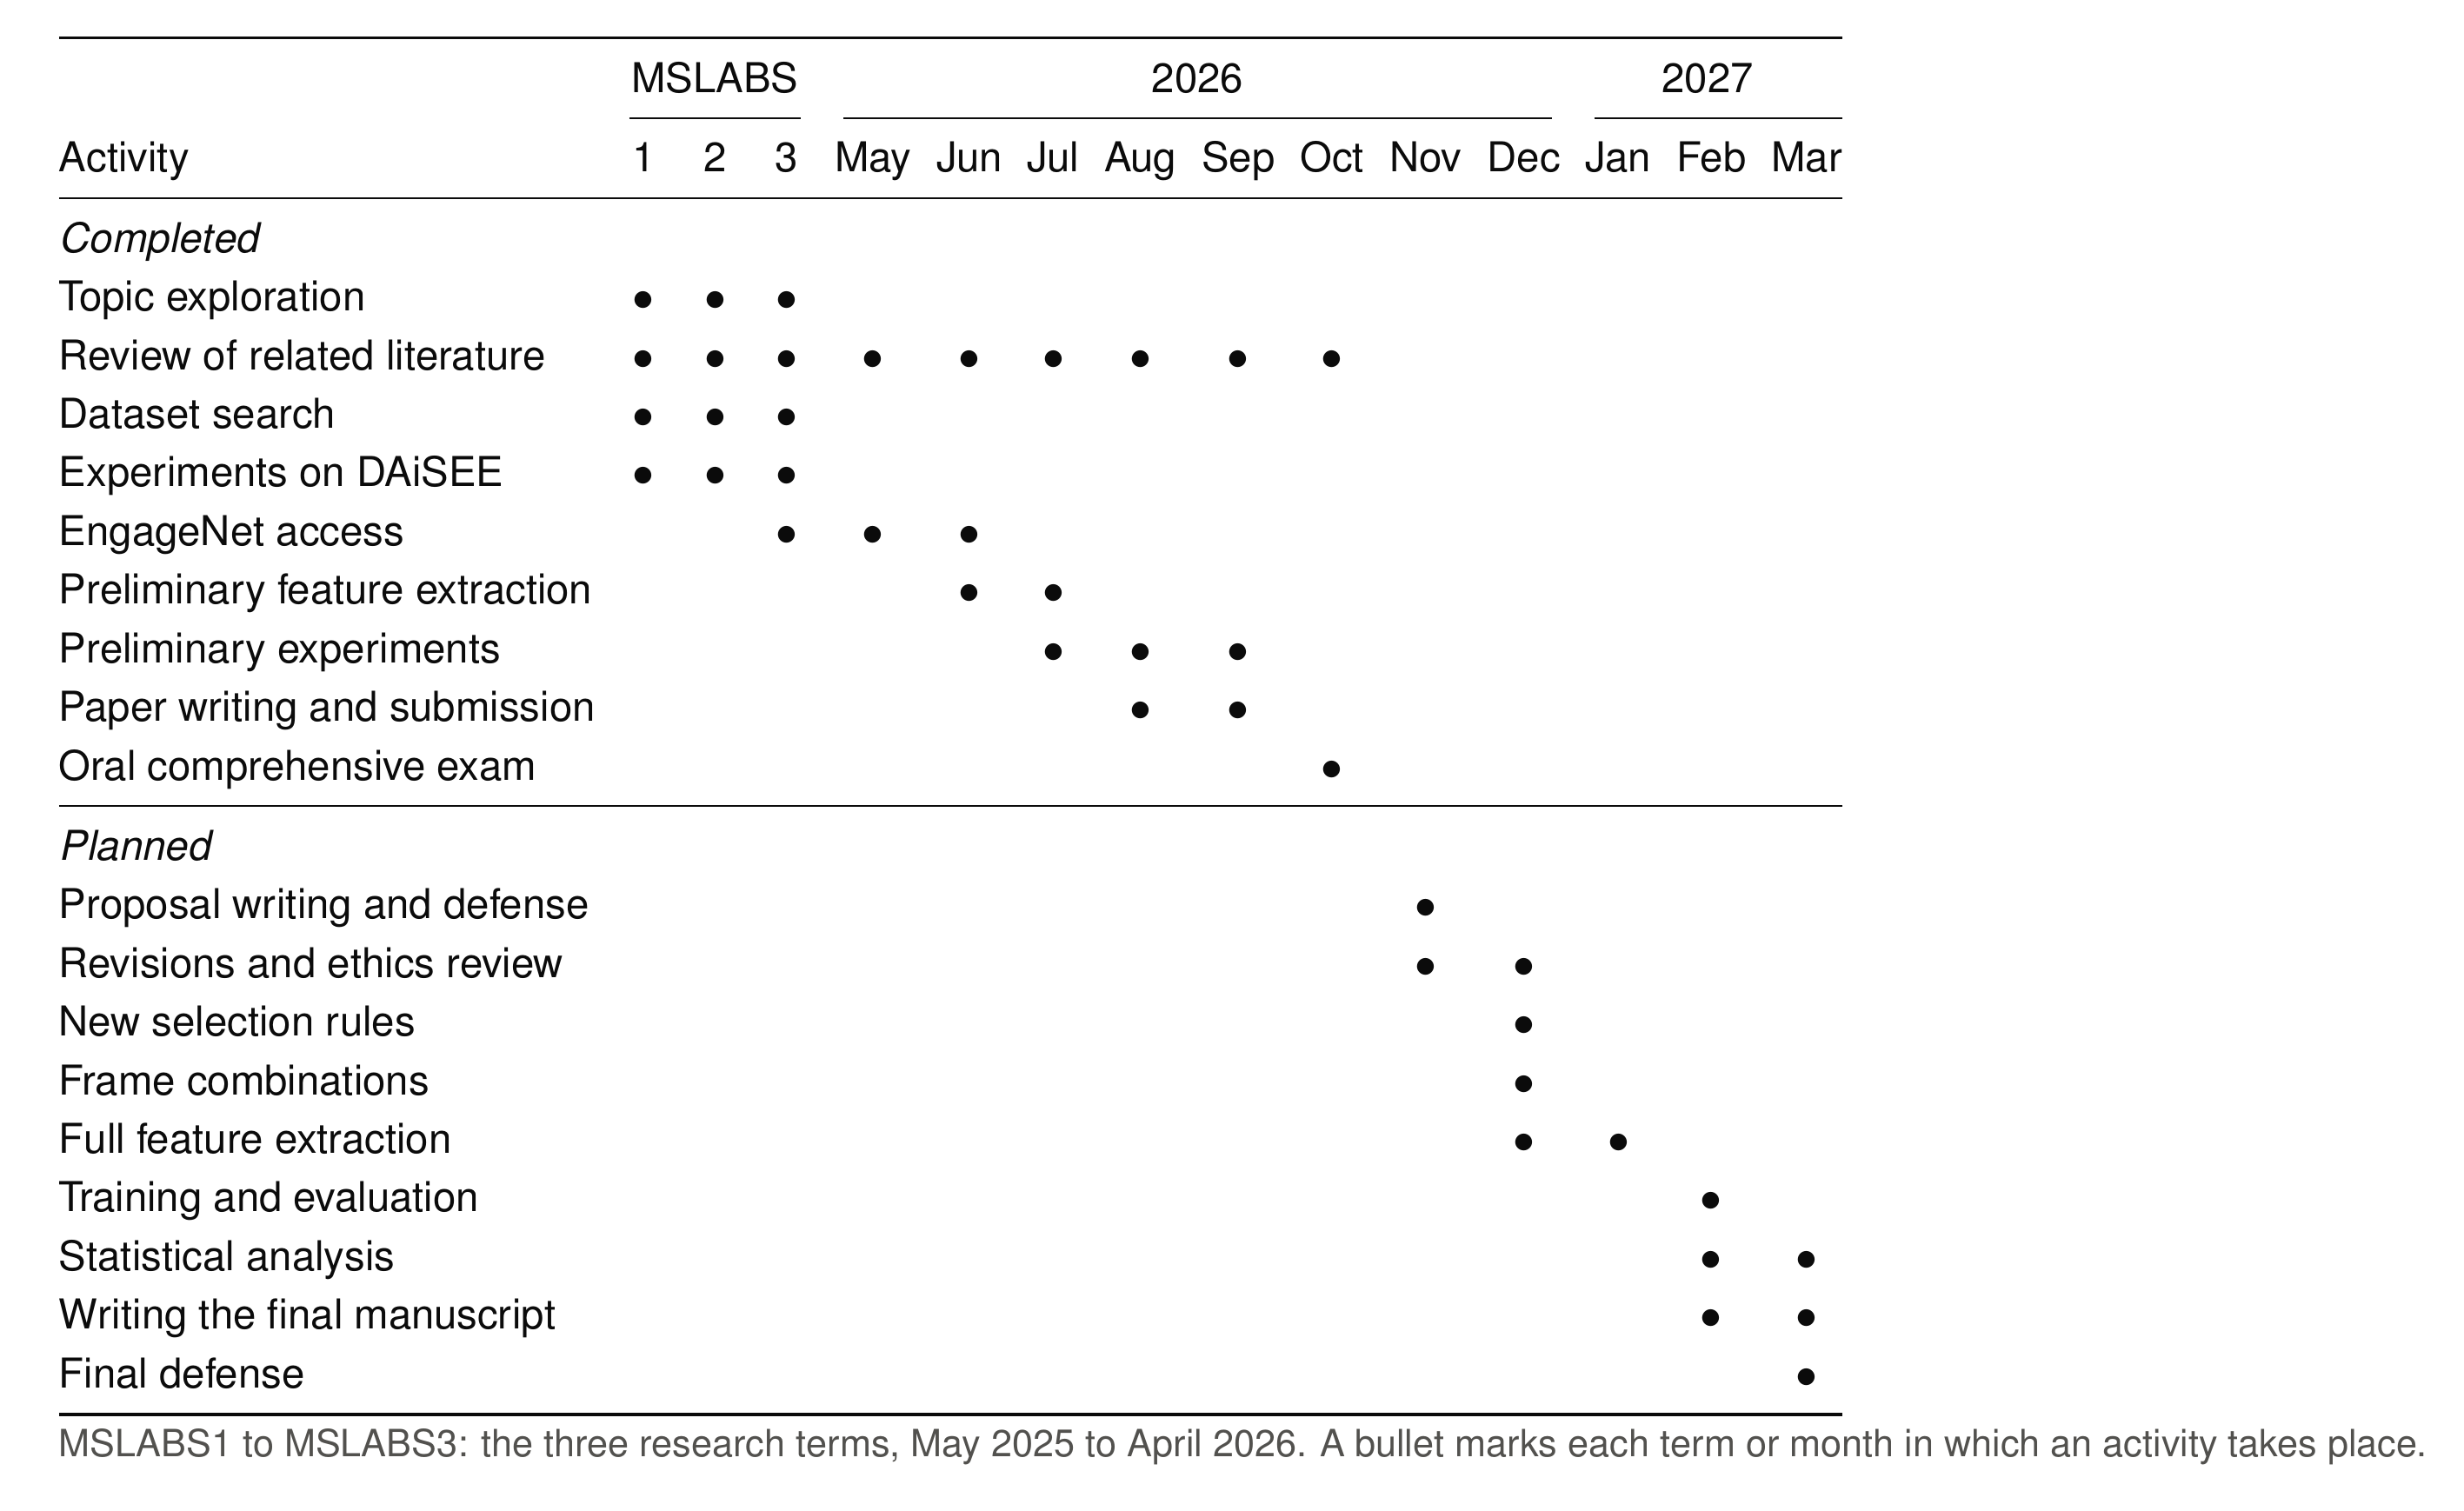 MSLABS 2026 2027
Activity 1 2 3 May Jun Jul Aug Sep Oct Nov Dec Jan Feb Mar
Completed
Topic exploration • • •
Review of related literature • • • • • • • • •
Dataset search • • •
Experiments on DAiSEE • • •
EngageNet access • • •
Preliminary feature extraction • •
Preliminary experiments • • •
Paper writing and submission • •
Oral comprehensive exam •
Planned
Proposal writing and defense •
Revisions and ethics review • •
New selection rules •
Frame combinations •
Full feature extraction • •
Training and evaluation •
Statistical analysis • •
Writing the final manuscript • •
Final defense •
MSLABS1 to MSLABS3: the three research terms, May 2025 to April 2026. A bullet marks each term or month in which an activity takes place.